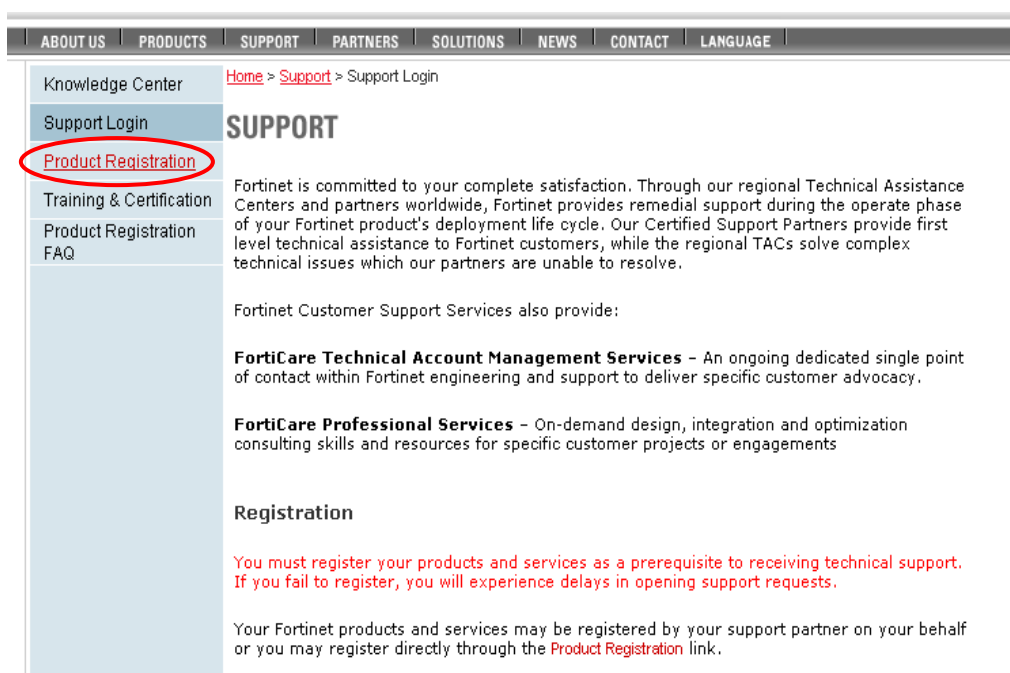 ABOUT US PRODUCTS SUPPORT PARTNERS SOLUTIONS NEWS CONTACT LANGUAGE
Knowledge Center
Support Login
Product Registration
Training & Certification
Product Registration
FAQ
Home > Support > Support Login
SUPPORT
Fortinet is committed to your complete satisfaction. Through our regional Technical Assistance
Centers and partners worldwide, Fortinet provides remedial support during the operate phase
of your Fortinet product's deployment life cycle. Our Certified Support Partners provide first
level technical assistance to Fortinet customers, while the regional TACs solve complex
technical issues which our partners are unable to resolve.
Fortinet Customer Support Services also provide:
FortiCare Technical Account Management Services – An ongoing dedicated single point
of contact within Fortinet engineering and support to deliver specific customer advocacy.
FortiCare Professional Services – On-demand design, integration and optimization
consulting skills and resources for specific customer projects or engagements
Registration
You must register your products and services as a prerequisite to receiving technical support.
If you fail to register, you will experience delays in opening support requests.
Your Fortinet products and services may be registered by your support partner on your behalf
or you may register directly through the Product Registration link.